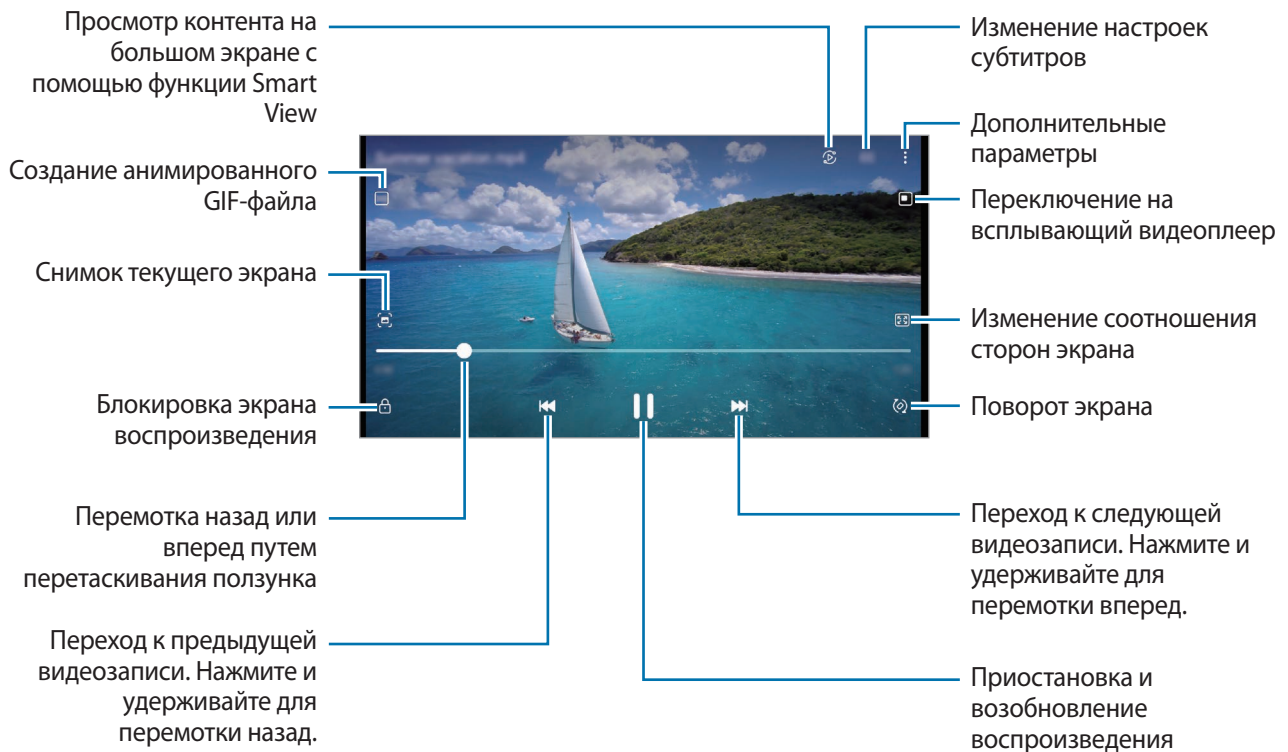 Просмотр контента на
большом экране с
помощью функции Smart
View
Создание анимированного
GIF-файла
Снимок текущего экрана
Блокировка экрана
воспроизведения
Перемотка назад или
вперед путем
перетаскивания ползунка
Переход к предыдущей
видеозаписи. Нажмите и
удерживайте для
перемотки назад.
Изменение настроек
субтитров
Дополнительные
параметры
Переключение на
всплывающий видеоплеер
Изменение соотношения
сторон экрана
Поворот экрана
Переход к следующей
видеозаписи. Нажмите и
удерживайте для
перемотки вперед.
Приостановка и
возобновление
воспроизведения